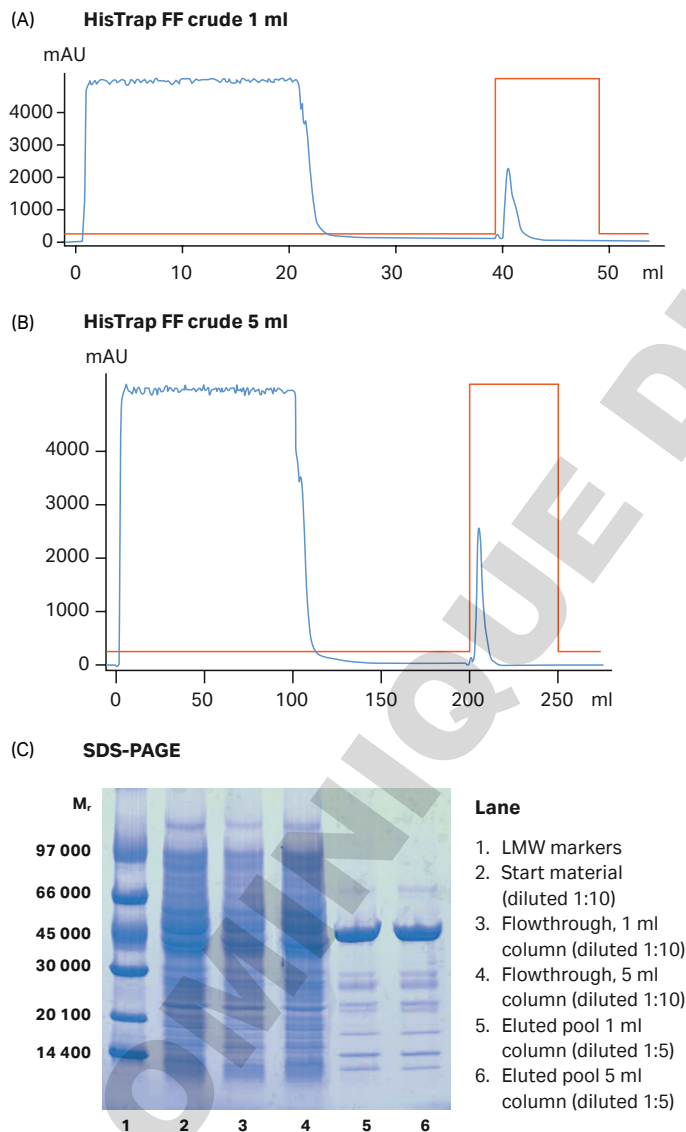 (A) HisTrap FF crude 1 ml
mAU
4000
3000
2000
1000
0
0 10 20 30 40 50 ml
(B) HisTrap FF crude 5 ml
mAU
4000
3000
2000
1000
0
0 50 100 150 200 250 ml
(C) SDS-PAGE
Mr
97 000
66 000
45 000
30 000
20 100
14 400
1 2 3 4 5 6
Lane
1. LMW markers
2. Start material
(diluted 1:10)
3. Flowthrough, 1 ml
column (diluted 1:10)
4. Flowthrough, 5 ml
column (diluted 1:10)
5. Eluted pool 1 ml
column (diluted 1:5)
6. Eluted pool 5 ml
column (diluted 1:5)
OMINIQUE D